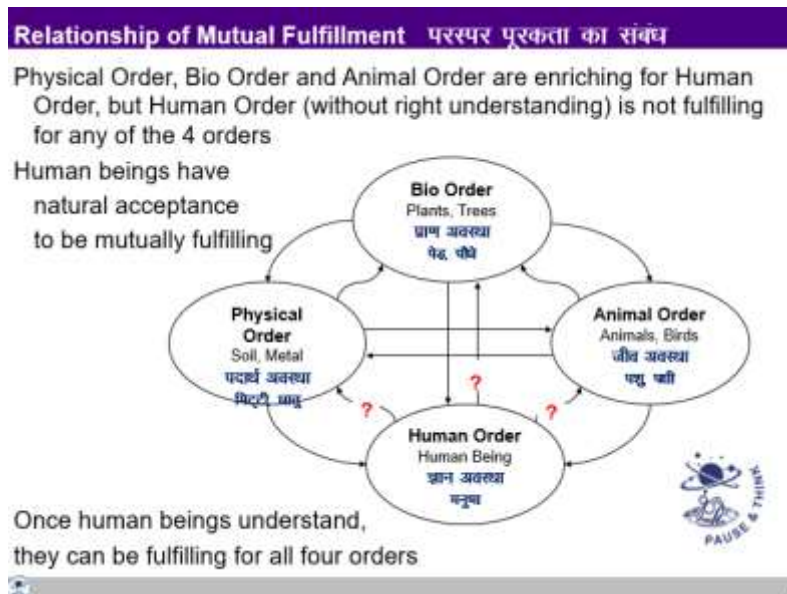 Relationship of Mutual Fulfillment परस्पर पूरकता का संबंध
Physical Order, Bio Order and Animal Order are enriching for Human
Order, but Human Order (without right understanding) is not fulfilling
for any of the 4 orders
Human beings have
natural acceptance
to be mutually fulfilling
Bio Order
Plants, Trees
प्राण अवस्था
पेड़, पौधे
Physical
Order
Soil, Metal
पदार्थ अवस्था
मिट्टी, धातु
Animal Order
Animals, Birds
जीव अवस्था
पशु पक्षी
?
?
?
Human Order
Human Being
ज्ञान अवस्था
मनुष्य
PAUSE & THINK
Once human beings understand,
they can be fulfilling for all four orders